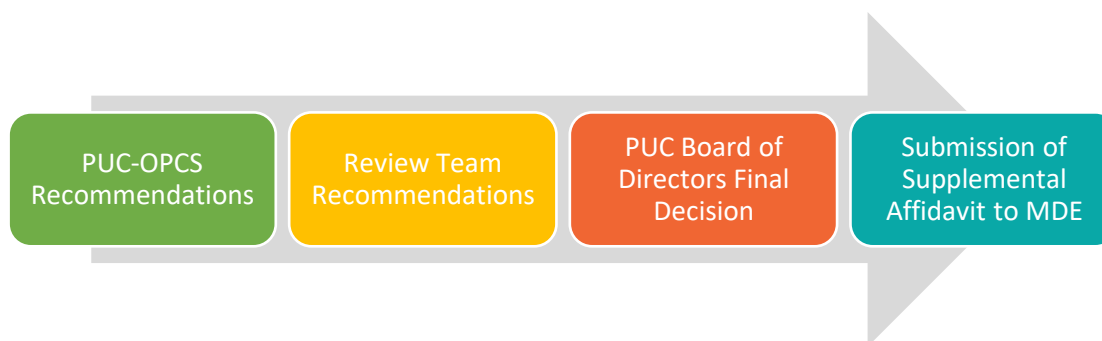 PUC-OPCS
Recommendations
Review Team
Recommendations
PUC Board of
Directors Final
Decision
Submission of
Supplemental
Affidavit to MDE